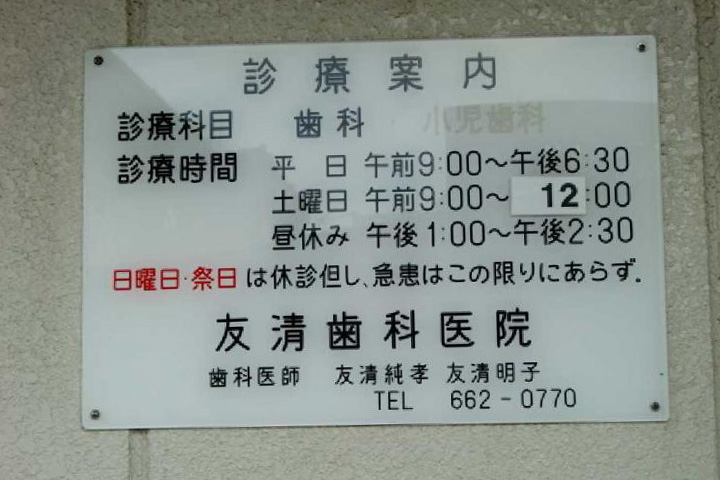 診療案内
診療科目 歯科 小児歯科
診療時間 平日 午前9:00～午後6:30
土曜日 午前9:00～12:00
昼休み 午後1:00～午後2:30
日曜日・祭日は休診但し、急患はこの限りにあらず.
友清歯科医院
歯科医師 友清純孝 友清明子
TEL 662-0770